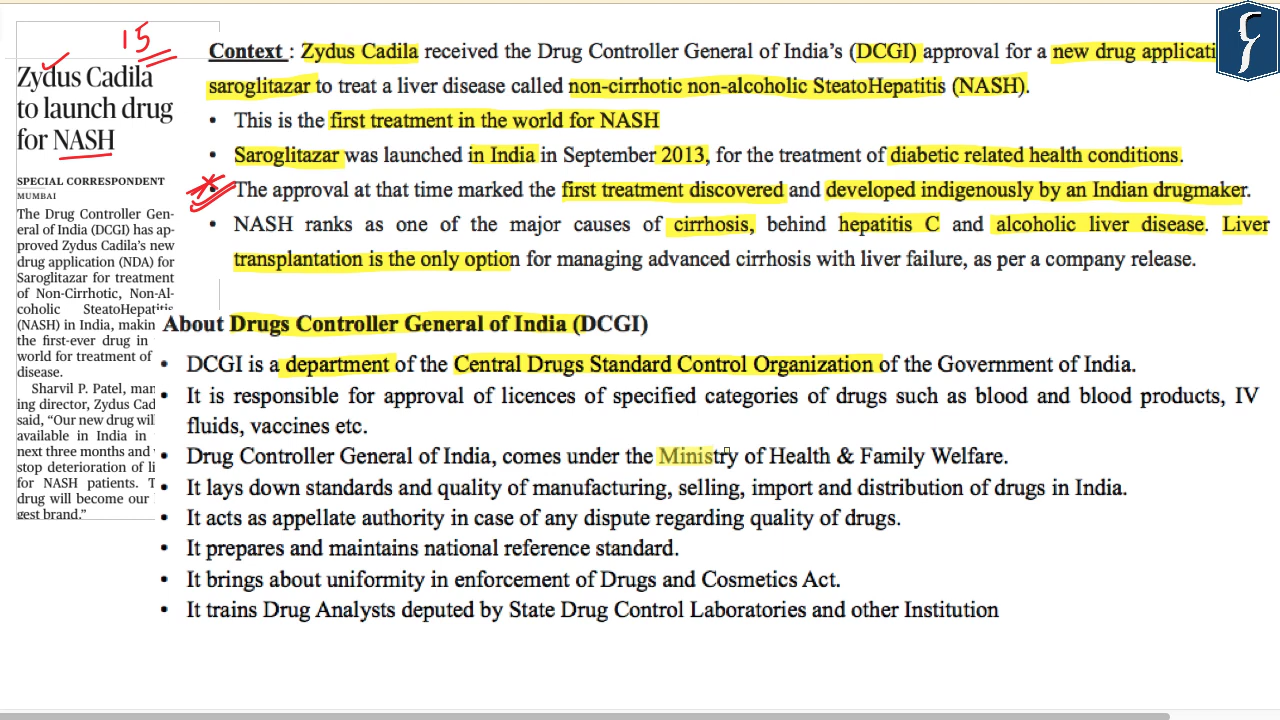 15
Zydus Cadila
to launch drug
for NASH
SPECIAL CORRESPONDENT
MUMBAI
The Drug Controller Gen-
eral of India (DCGI) has ap-
proved Zydus Cadila's new
drug application (NDA) for
Saroglitazar for treatment
of Non-Cirrhotic, Non-Al-
coholic SteatoHepatitis
(NASH) in India, makin
the first-ever drug in
world for treatment of
disease.
Sharvil P. Patel, man
ing director, Zydus Cad
said, “Our new drug wil
available in India in
next three months and
stop deterioration of li
for NASH patients. T
drug will become our
gest brand.”
Context : Zydus Cadila received the Drug Controller General of India's (DCGI) approval for a new drug applicati
saroglitazar to treat a liver disease called non-cirrhotic non-alcoholic SteatoHepatitis (NASH).
• This is the first treatment in the world for NASH
• Saroglitazar was launched in India in September 2013, for the treatment of diabetic related health conditions.
• The approval at that time marked the first treatment discovered and developed indigenously by an Indian drugmaker.
• NASH ranks as one of the major causes of cirrhosis, behind hepatitis C and alcoholic liver disease. Liver
transplantation is the only option for managing advanced cirrhosis with liver failure, as per a company release.
About Drugs Controller General of India (DCGI)
• DCGI is a department of the Central Drugs Standard Control Organization of the Government of India.
• It is responsible for approval of licences of specified categories of drugs such as blood and blood products, IV
fluids, vaccines etc.
• Drug Controller General of India, comes under the Ministry of Health & Family Welfare.
• It lays down standards and quality of manufacturing, selling, import and distribution of drugs in India.
• It acts as appellate authority in case of any dispute regarding quality of drugs.
• It prepares and maintains national reference standard.
• It brings about uniformity in enforcement of Drugs and Cosmetics Act.
• It trains Drug Analysts deputed by State Drug Control Laboratories and other Institution